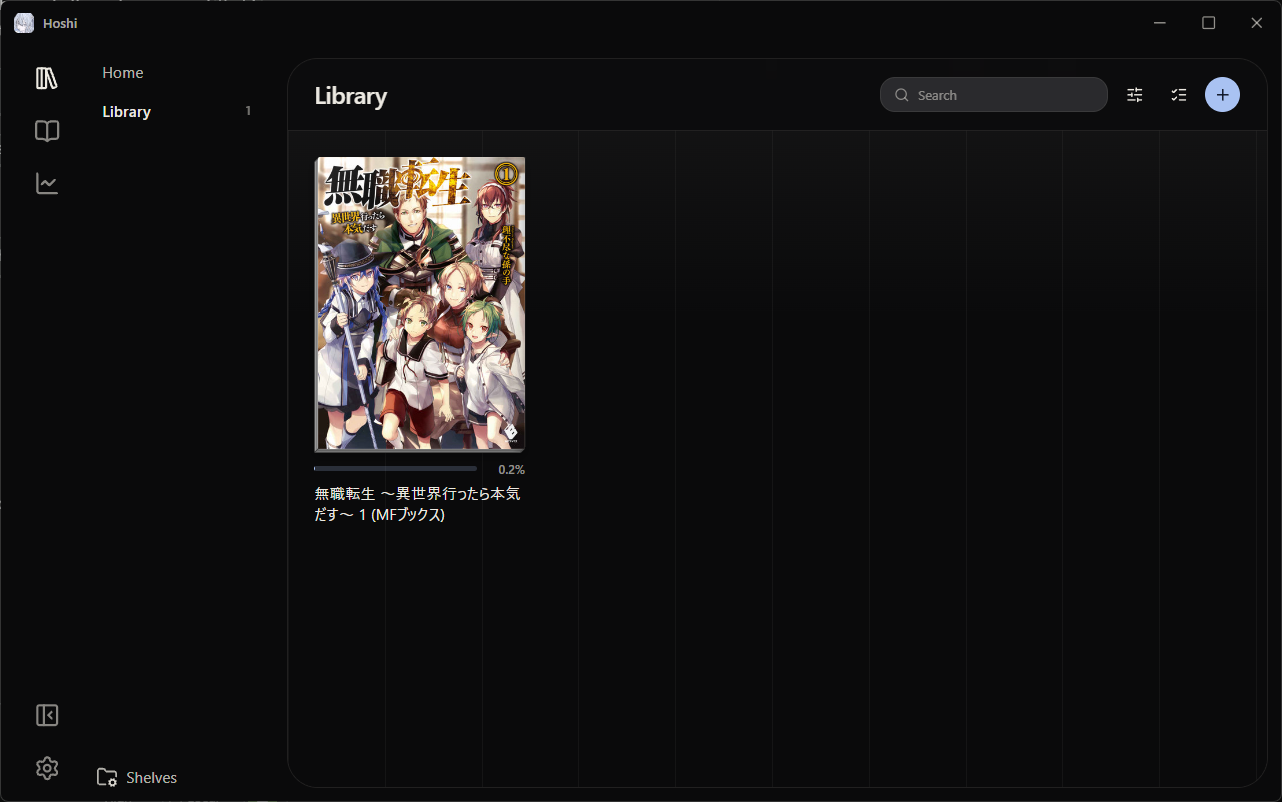 Hoshi
Home
Library 1
Shelves
Library
Search
無職転生
1
異世界行ったら
本気だす
理不尽な孫の手
0.2%
無職転生 ～異世界行ったら本気
だす～ 1 (MFブックス)